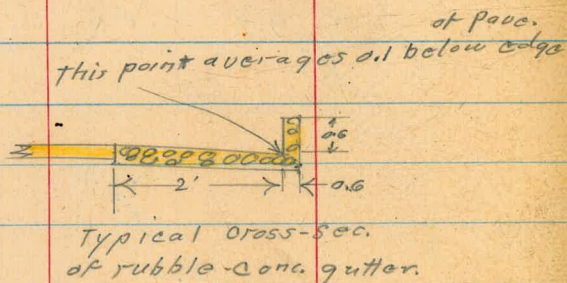 of pave.
this point averages 0.1 below edge
0.6
2'
0.6
Typical cross-sec.
of rubble-conc. gutter.